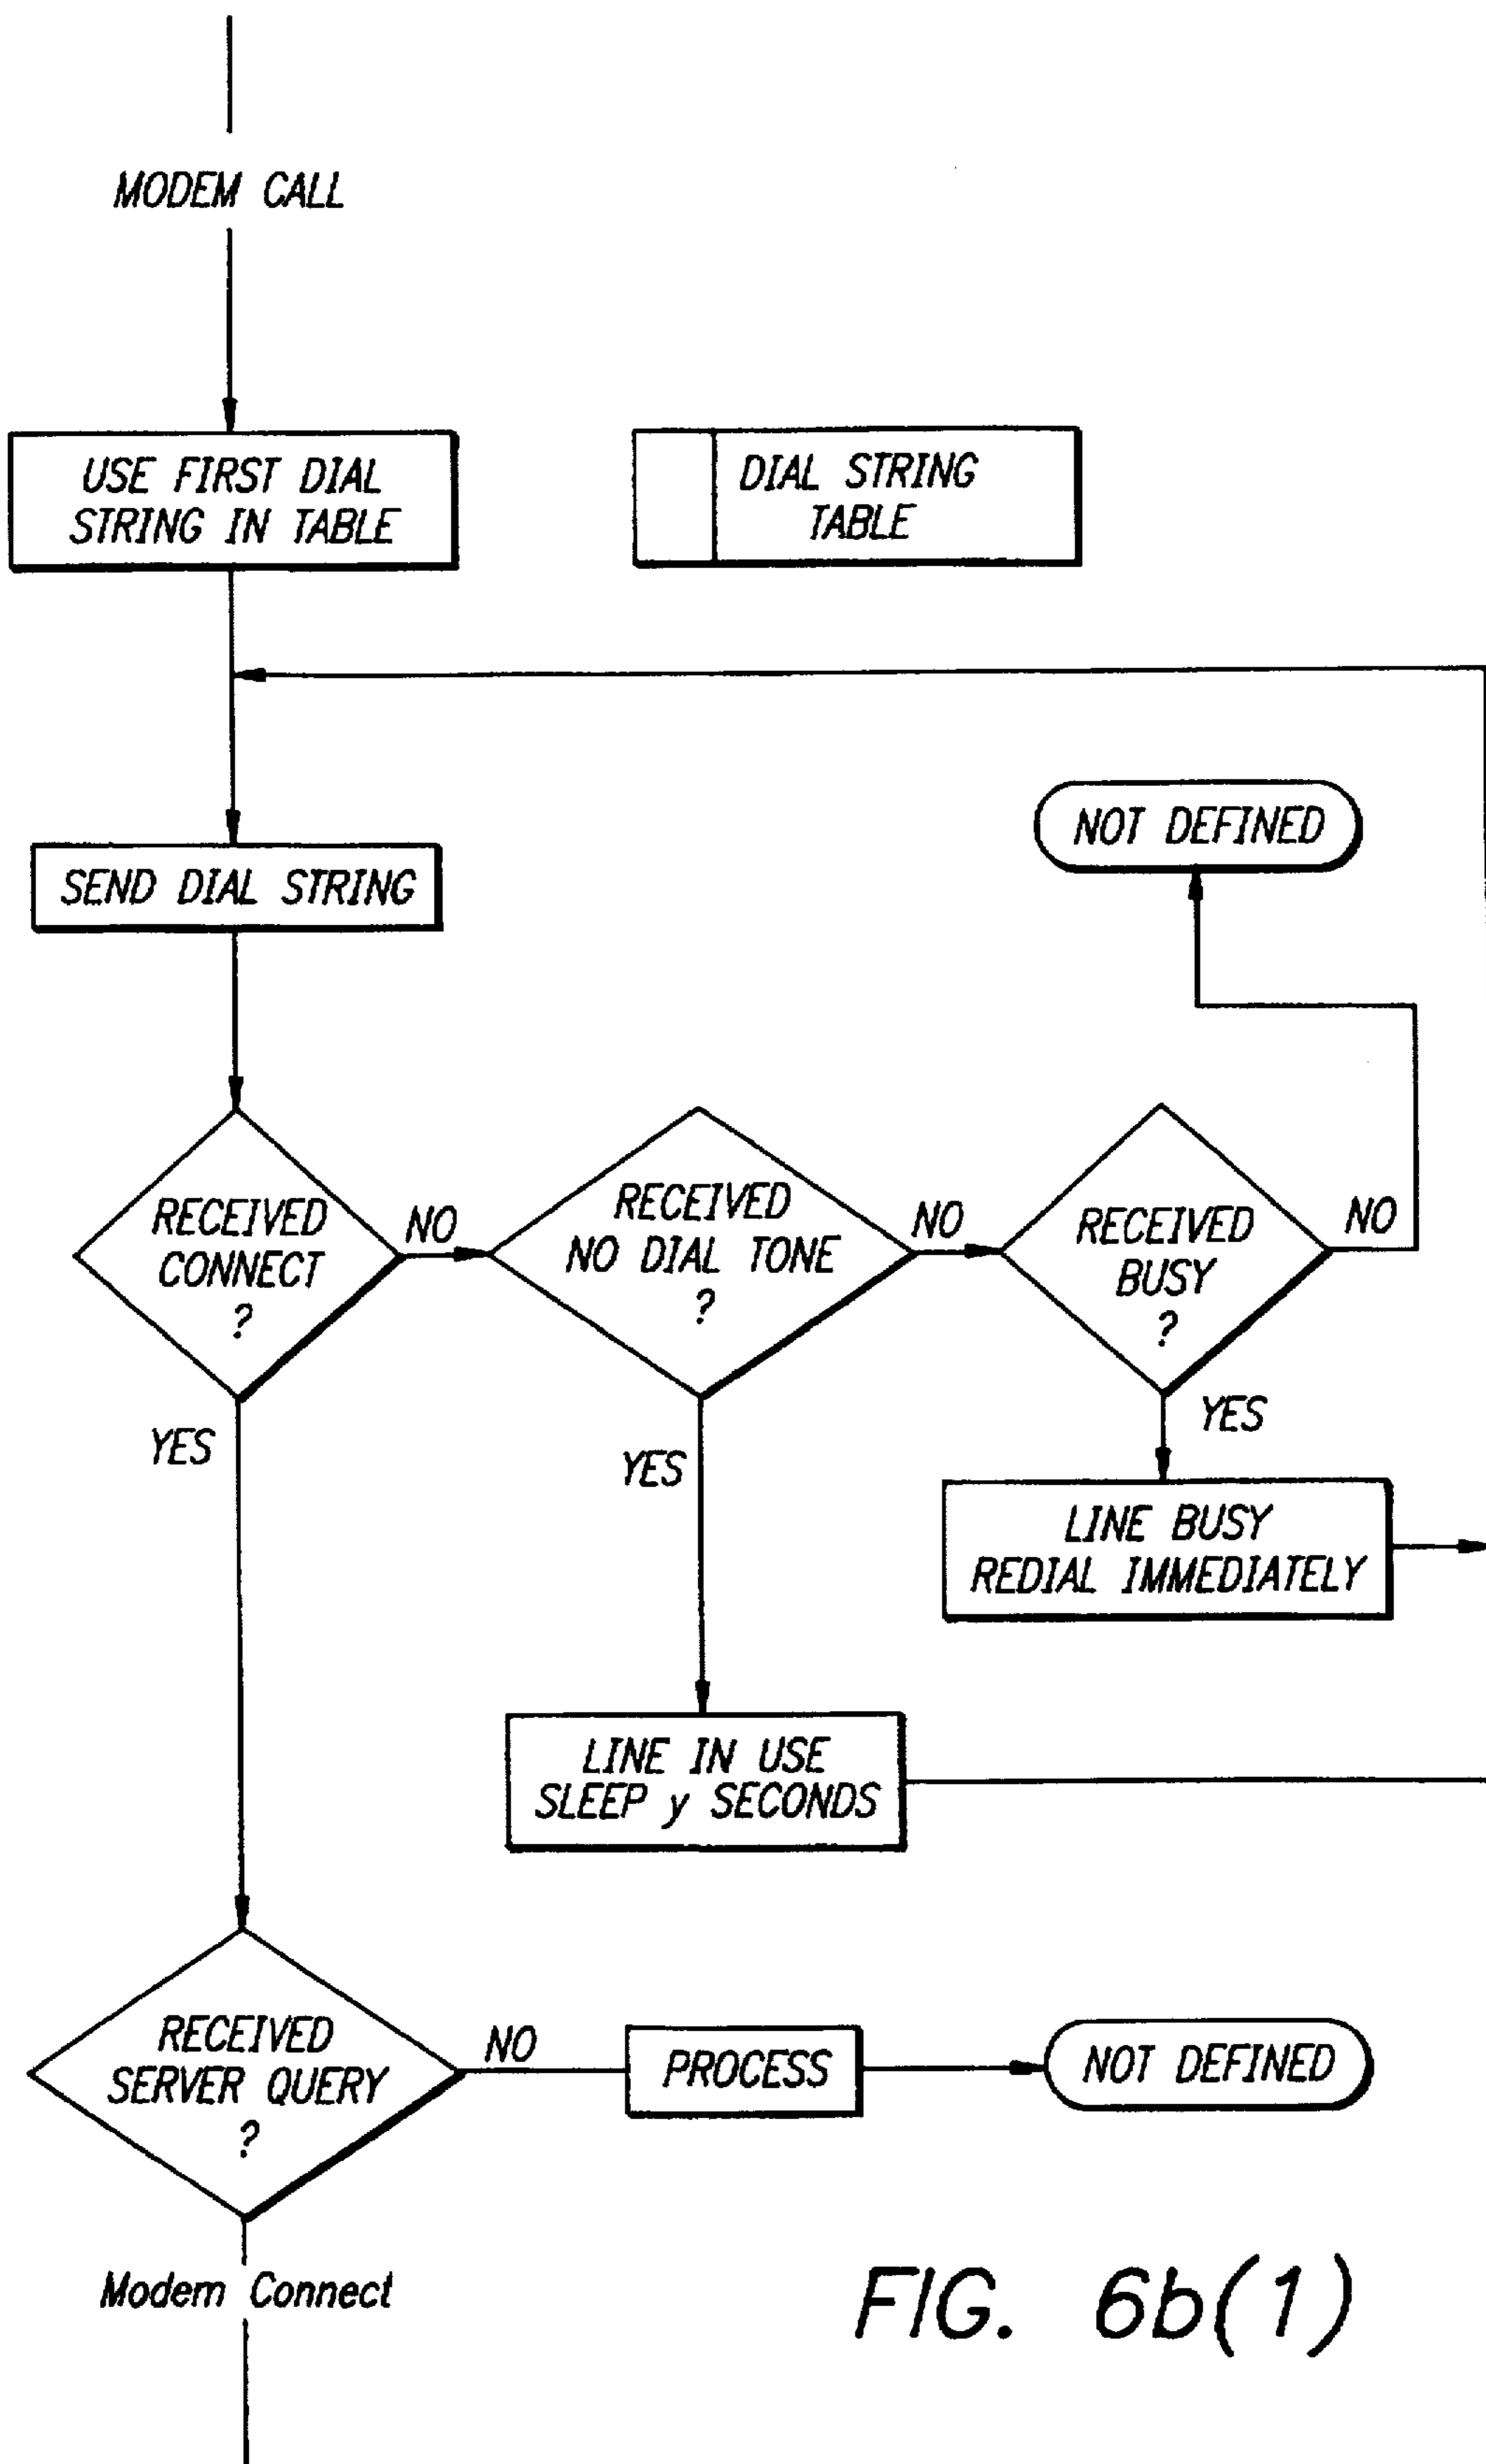 MODEM CALL
USE FIRST DIAL
STRING IN TABLE
DIAL STRING
TABLE
NOT DEFINED
SEND DIAL STRING
RECEIVED
CONNECT
?
NO
RECEIVED
NO DIAL TONE
?
NO
RECEIVED
BUSY
?
NO
YES
YES
YES
LINE BUSY
REDIAL IMMEDIATELY
LINE IN USE
SLEEP y SECONDS
RECEIVED
SERVER QUERY
?
NO
PROCESS
NOT DEFINED
Modem Connect
FIG. 6b(1)